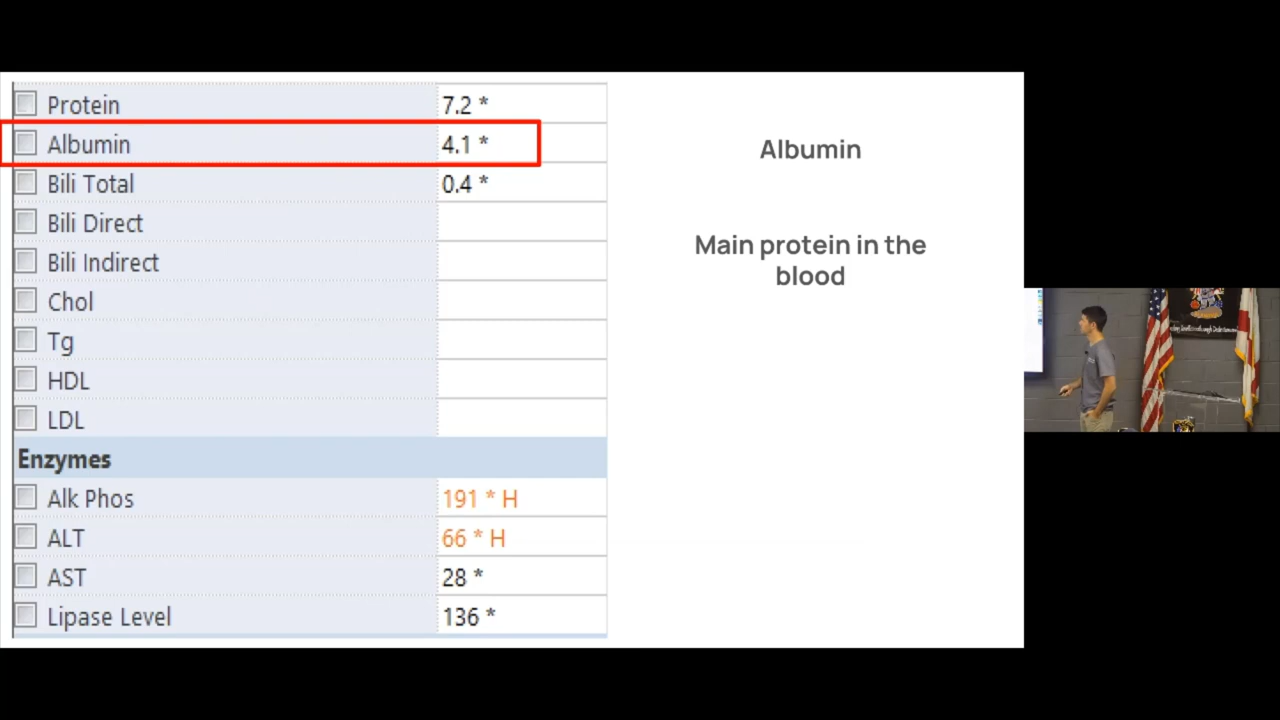 Protein 7.2 *
Albumin 4.1 *
Bili Total 0.4 *
Bili Direct
Bili Indirect
Chol
Tg
HDL
LDL
Enzymes
Alk Phos 191 * H
ALT 66 * H
AST 28 *
Lipase Level 136 *
Albumin
Main protein in the
blood